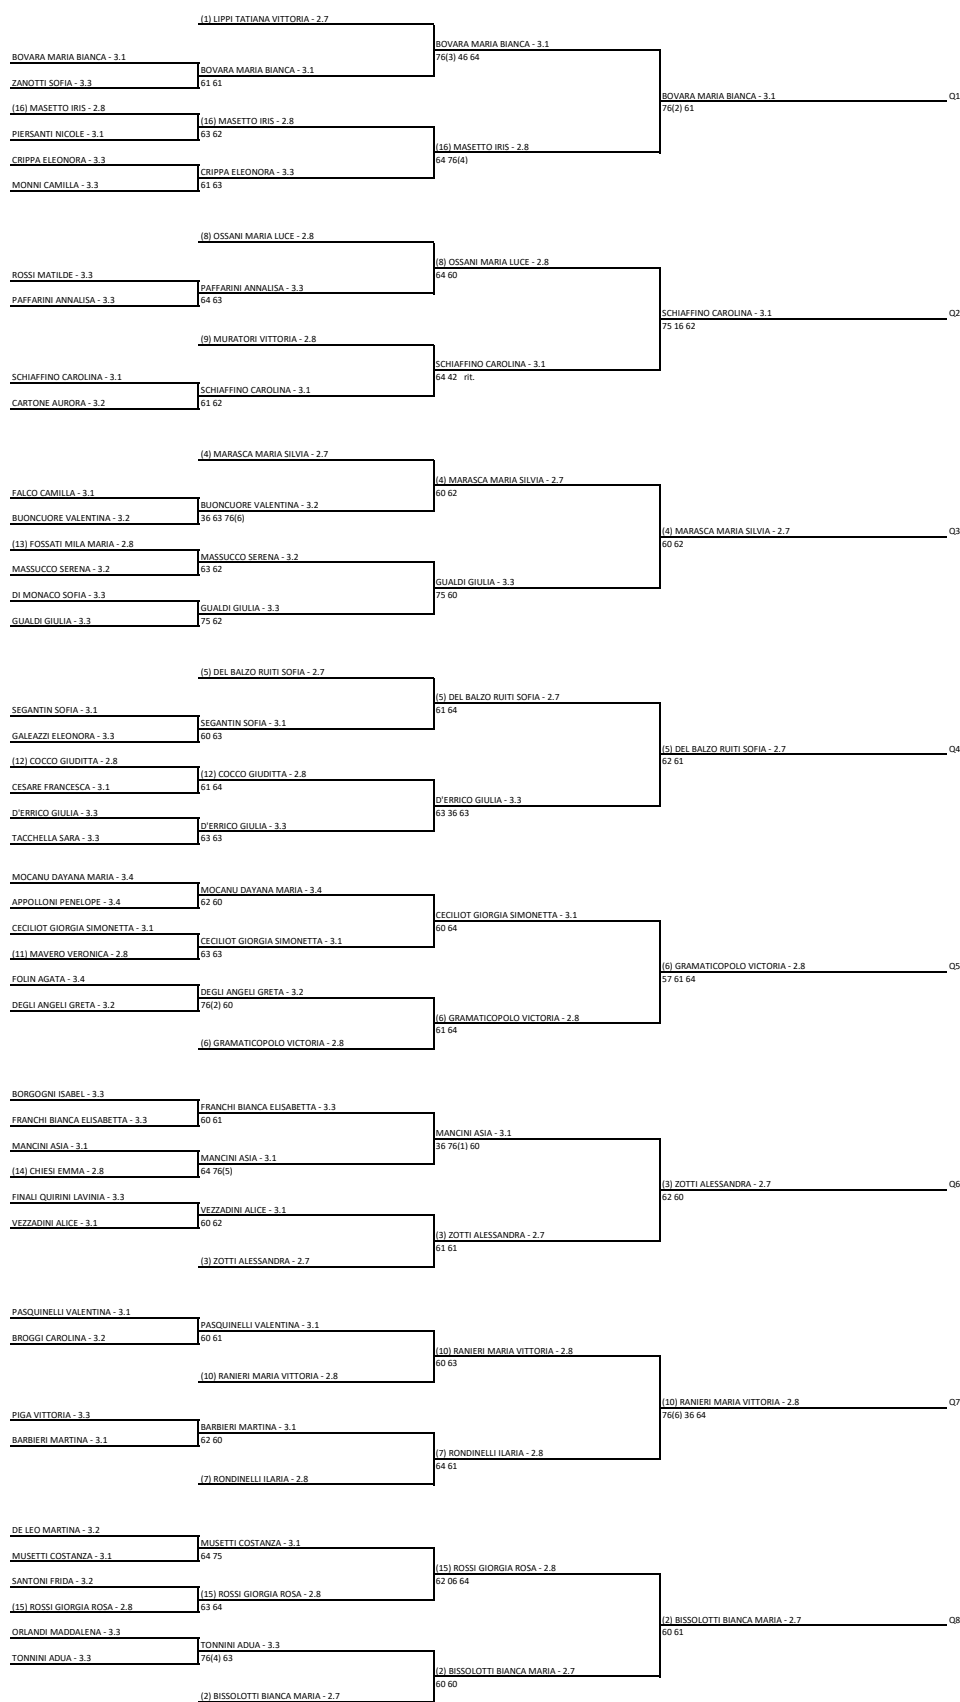 (1) LIPPI TATIANA VITTORIA - 2.7
BOVARA MARIA BIANCA - 3.1
76(3) 46 64
BOVARA MARIA BIANCA - 3.1
BOVARA MARIA BIANCA - 3.1
61 61
ZANOTTI SOFIA - 3.3
BOVARA MARIA BIANCA - 3.1
Q1
76(2) 61
(16) MASETTO IRIS - 2.8
(16) MASETTO IRIS - 2.8
63 62
PIERSANTI NICOLE - 3.1
(16) MASETTO IRIS - 2.8
64 76(4)
CRIPPA ELEONORA - 3.3
CRIPPA ELEONORA - 3.3
61 63
MONNI CAMILLA - 3.3
(8) OSSANI MARIA LUCE - 2.8
(8) OSSANI MARIA LUCE - 2.8
64 60
ROSSI MATILDE - 3.3
PAFFARINI ANNALISA - 3.3
64 63
PAFFARINI ANNALISA - 3.3
SCHIAFFINO CAROLINA - 3.1
Q2
75 16 62
(9) MURATORI VITTORIA - 2.8
SCHIAFFINO CAROLINA - 3.1
64 42 rit.
SCHIAFFINO CAROLINA - 3.1
SCHIAFFINO CAROLINA - 3.1
61 62
CARTONE AURORA - 3.2
(4) MARASCA MARIA SILVIA - 2.7
(4) MARASCA MARIA SILVIA - 2.7
60 62
FALCO CAMILLA - 3.1
BUONCUORE VALENTINA - 3.2
36 63 76(6)
BUONCUORE VALENTINA - 3.2
(4) MARASCA MARIA SILVIA - 2.7
Q3
60 62
(13) FOSSATI MILA MARIA - 2.8
MASSUCCO SERENA - 3.2
63 62
MASSUCCO SERENA - 3.2
GUALDI GIULIA - 3.3
75 60
DI MONACO SOFIA - 3.3
GUALDI GIULIA - 3.3
75 62
GUALDI GIULIA - 3.3
(5) DEL BALZO RUITI SOFIA - 2.7
(5) DEL BALZO RUITI SOFIA - 2.7
61 64
SEGANTIN SOFIA - 3.1
SEGANTIN SOFIA - 3.1
60 63
GALEAZZI ELEONORA - 3.3
(5) DEL BALZO RUITI SOFIA - 2.7
Q4
62 61
(12) COCCO GIUDITTA - 2.8
(12) COCCO GIUDITTA - 2.8
61 64
CESARE FRANCESCA - 3.1
D'ERRICO GIULIA - 3.3
63 36 63
D'ERRICO GIULIA - 3.3
D'ERRICO GIULIA - 3.3
63 63
TACCHELLA SARA - 3.3
MOCANU DAYANA MARIA - 3.4
MOCANU DAYANA MARIA - 3.4
62 60
APPOLLONI PENELOPE - 3.4
CECILIOT GIORGIA SIMONETTA - 3.1
60 64
CECILIOT GIORGIA SIMONETTA - 3.1
CECILIOT GIORGIA SIMONETTA - 3.1
63 63
(11) MAVERO VERONICA - 2.8
(6) GRAMATICOPOLO VICTORIA - 2.8
Q5
57 61 64
FOLIN AGATA - 3.4
DEGLI ANGELI GRETA - 3.2
76(2) 60
DEGLI ANGELI GRETA - 3.2
(6) GRAMATICOPOLO VICTORIA - 2.8
61 64
(6) GRAMATICOPOLO VICTORIA - 2.8
BORGOGNI ISABEL - 3.3
FRANCHI BIANCA ELISABETTA - 3.3
60 61
FRANCHI BIANCA ELISABETTA - 3.3
MANCINI ASIA - 3.1
36 76(1) 60
MANCINI ASIA - 3.1
MANCINI ASIA - 3.1
64 76(5)
(14) CHIESI EMMA - 2.8
(3) ZOTTI ALESSANDRA - 2.7
Q6
62 60
FINALI QUIRINI LAVINIA - 3.3
VEZZADINI ALICE - 3.1
60 62
VEZZADINI ALICE - 3.1
(3) ZOTTI ALESSANDRA - 2.7
61 61
(3) ZOTTI ALESSANDRA - 2.7
PASQUINELLI VALENTINA - 3.1
PASQUINELLI VALENTINA - 3.1
60 61
BROGGI CAROLINA - 3.2
(10) RANIERI MARIA VITTORIA - 2.8
60 63
(10) RANIERI MARIA VITTORIA - 2.8
(10) RANIERI MARIA VITTORIA - 2.8
Q7
76(6) 36 64
PIGA VITTORIA - 3.3
BARBIERI MARTINA - 3.1
62 60
BARBIERI MARTINA - 3.1
(7) RONDINELLI ILARIA - 2.8
64 61
(7) RONDINELLI ILARIA - 2.8
DE LEO MARTINA - 3.2
MUSETTI COSTANZA - 3.1
64 75
MUSETTI COSTANZA - 3.1
(15) ROSSI GIORGIA ROSA - 2.8
62 06 64
SANTONI FRIDA - 3.2
(15) ROSSI GIORGIA ROSA - 2.8
63 64
(15) ROSSI GIORGIA ROSA - 2.8
(2) BISSOLOTTI BIANCA MARIA - 2.7
Q8
60 61
ORLANDI MADDALENA - 3.3
TONNINI ADUA - 3.3
76(4) 63
TONNINI ADUA - 3.3
(2) BISSOLOTTI BIANCA MARIA - 2.7
60 60
(2) BISSOLOTTI BIANCA MARIA - 2.7